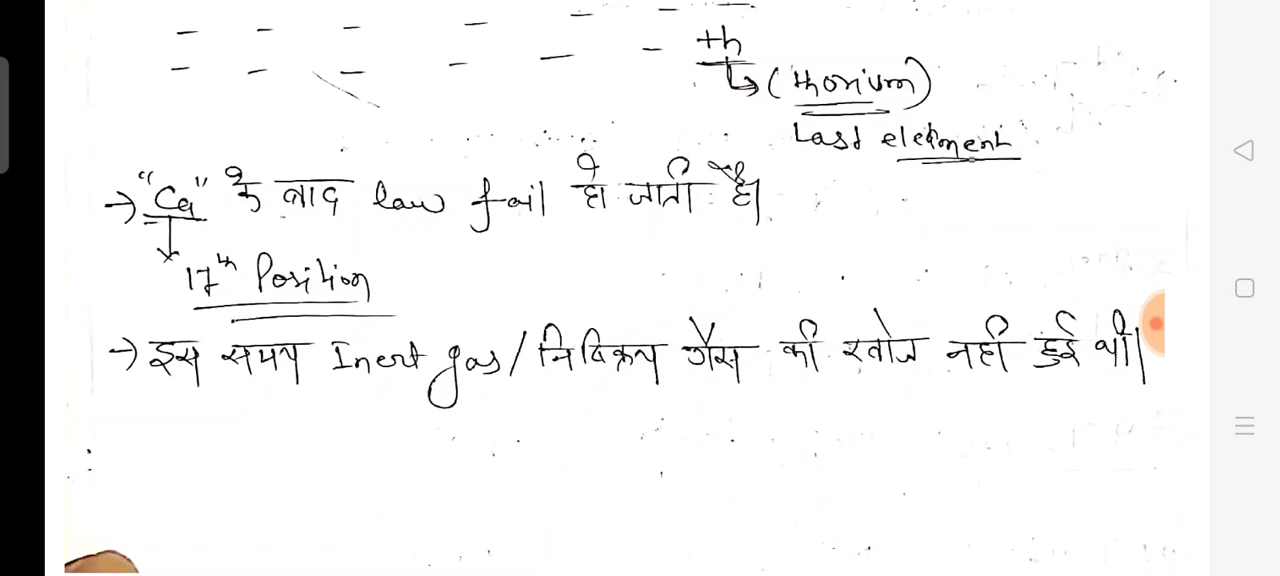 th
↳ (thorium)
Last element
→ "Ca" के बाद law fail हो जाती है।
17th Position
→ इस समय Inert gas / निष्क्रिय गैस की खोज नही हुई थी।